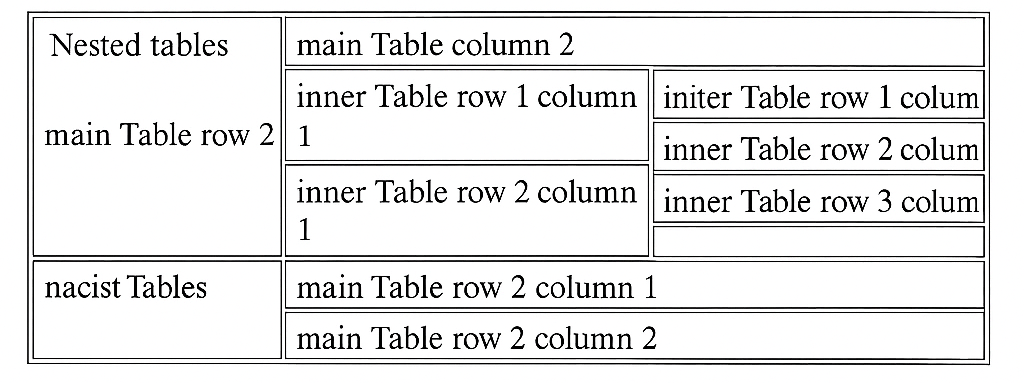 Nested tables
main Table row 2
main Table column 2
inner Table row 1 column
1
inner Table row 2 column
1
initer Table row 1 colum
inner Table row 2 colum
inner Table row 3 colum
nacist Tables
main Table row 2 column 1
main Table row 2 column 2